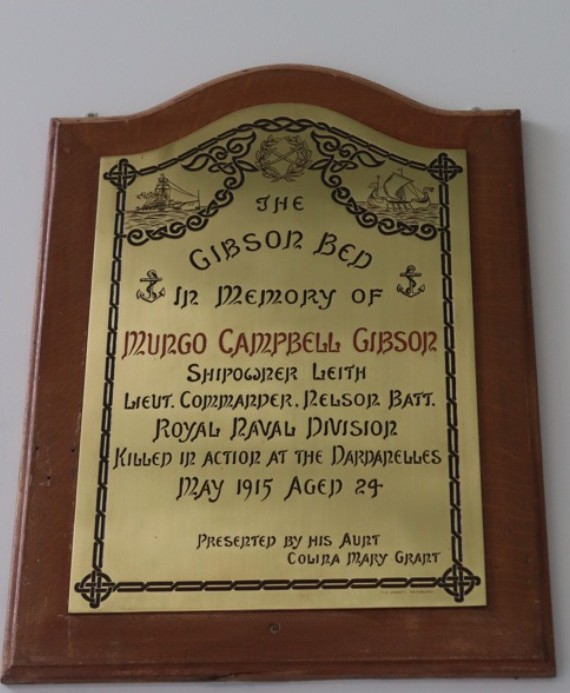 THE
GIBSON BED
IN MEMORY OF
MUNGO CAMPBELL GIBSON
SHIPOWNER LEITH
LIEUT. COMMANDER, NELSON BATT.
ROYAL NAVAL DIVISION
KILLED IN ACTION AT THE DARDANELLES
MAY 1915 AGED 24
PRESENTED BY HIS AUNT
COLINA MARY GRANT